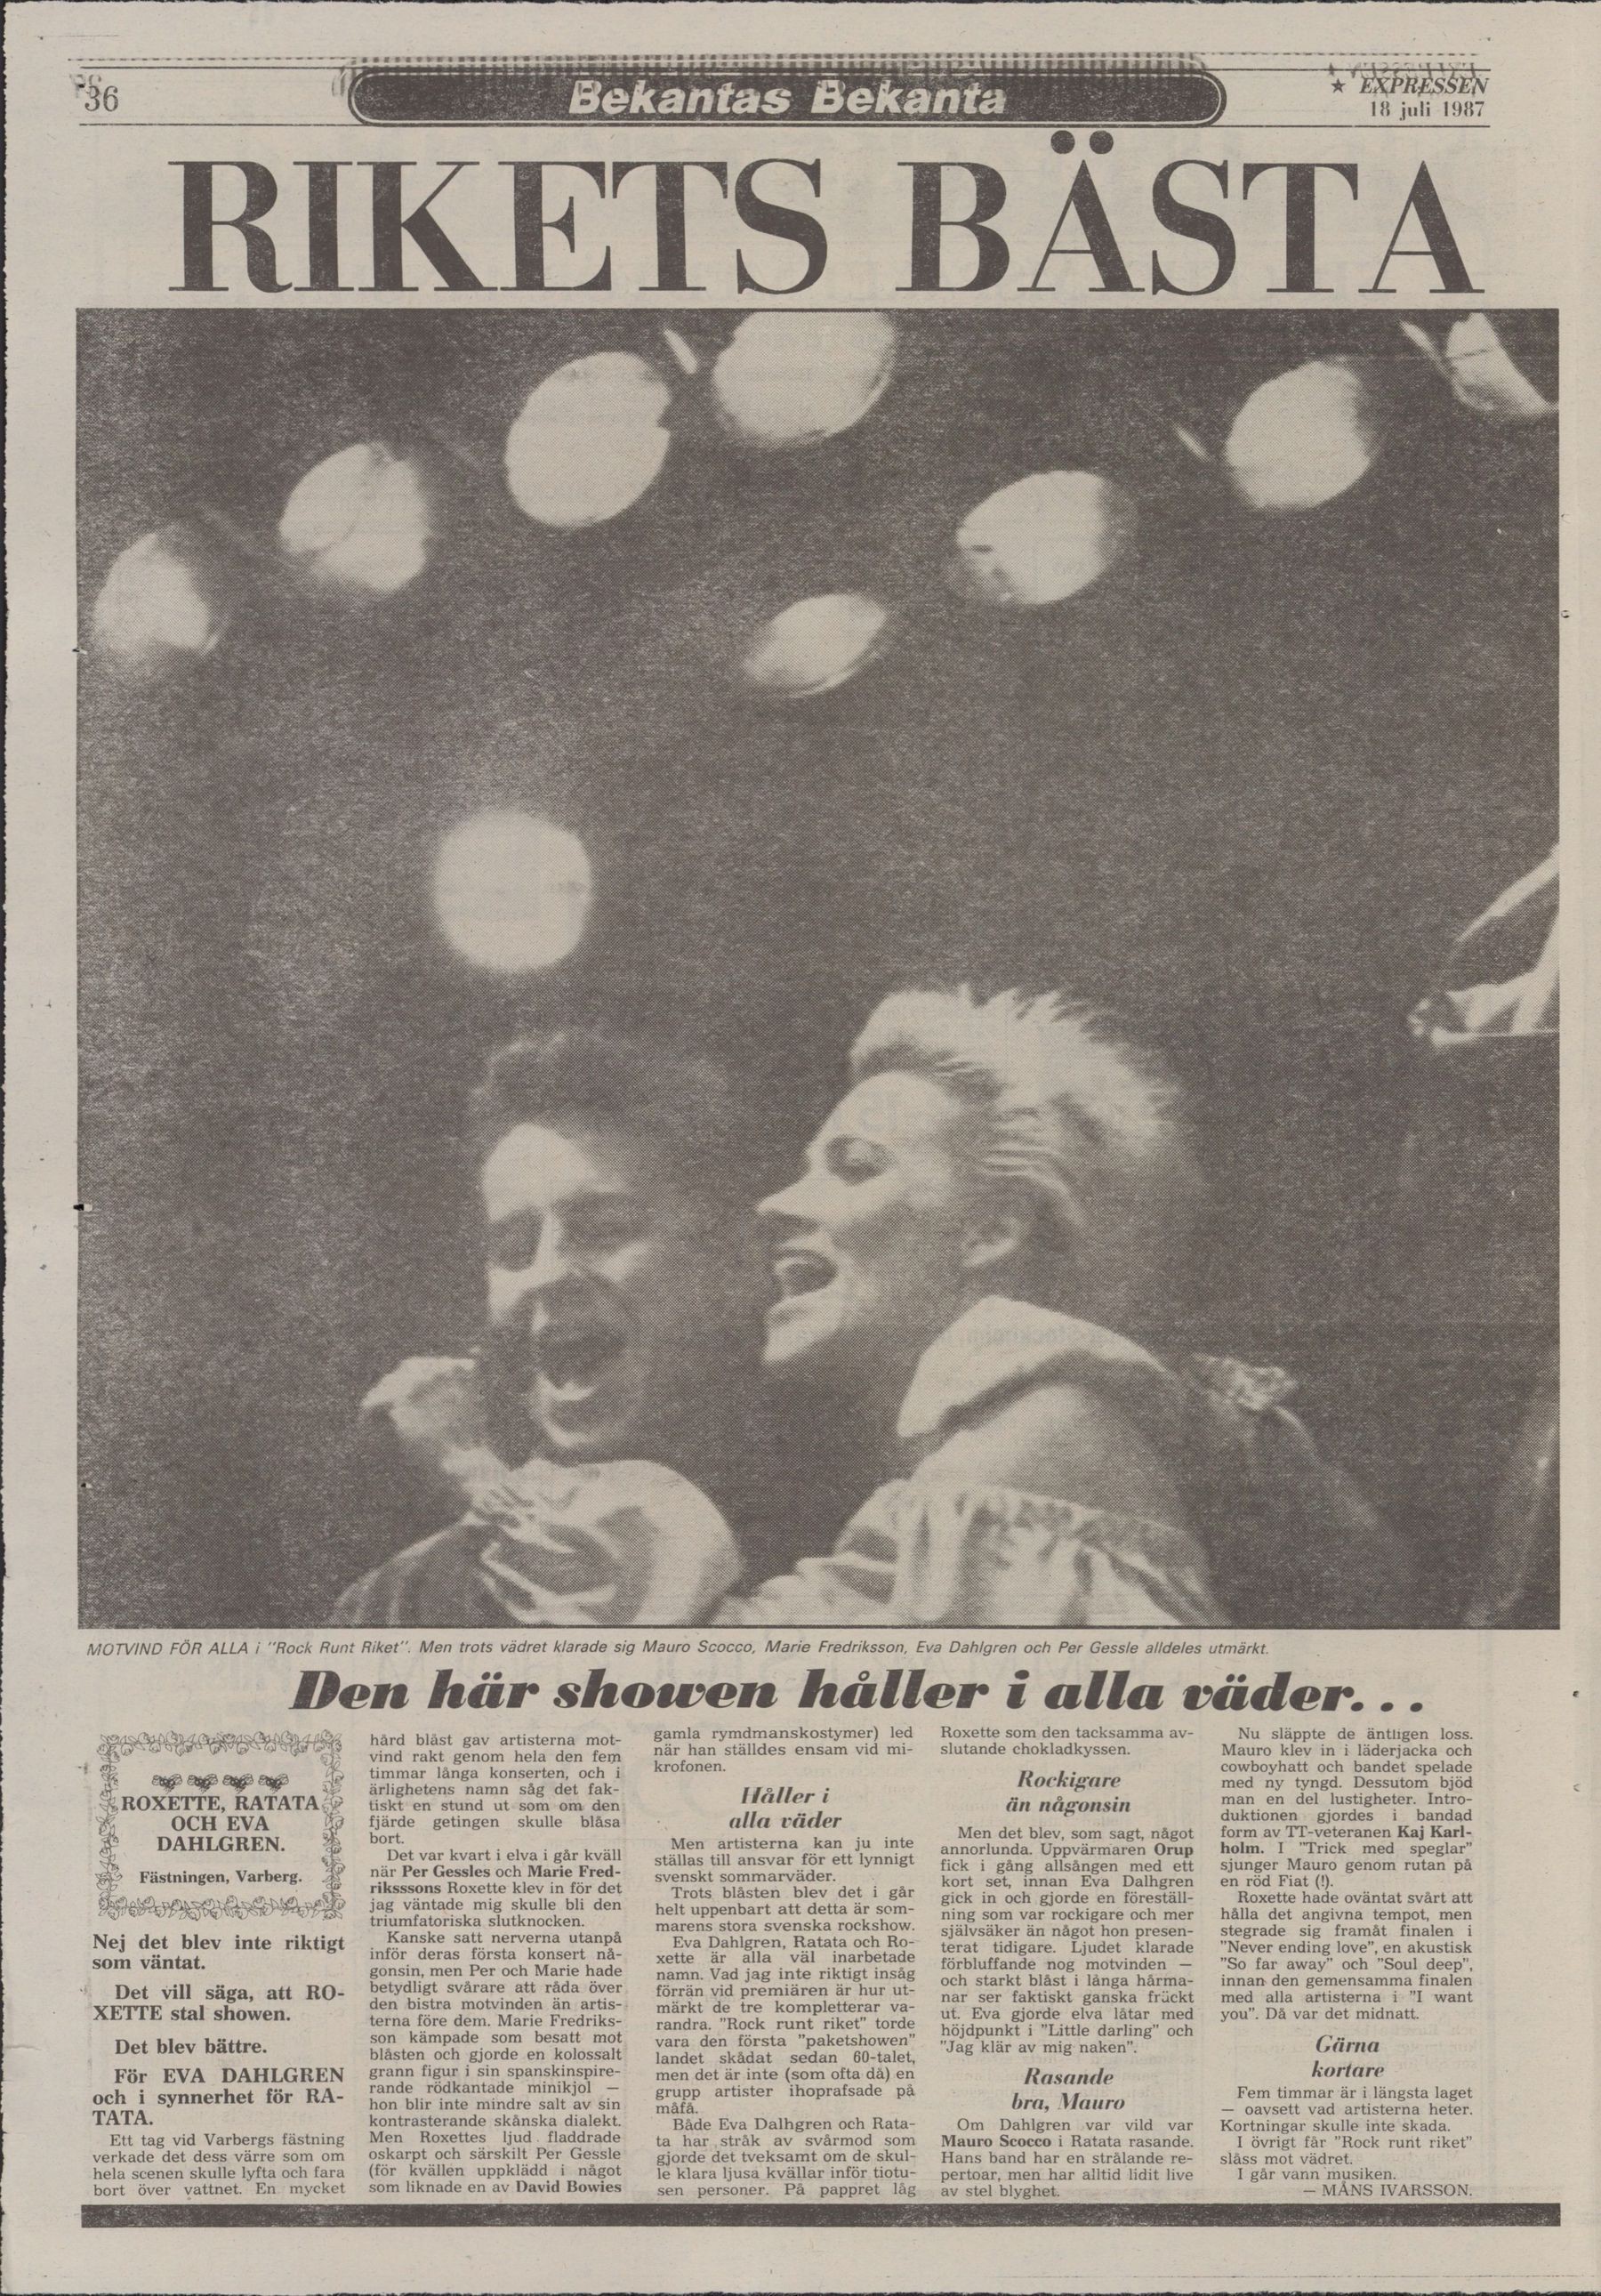 36
Bekantas Bekanta
★ EXPRESSEN
18 juli 1987
RIKETS BÄSTA
MOTVIND FÖR ALLA i "Rock Runt Riket". Men trots vädret klarade sig Mauro Scocco, Marie Fredriksson, Eva Dahlgren och Per Gessle alldeles utmärkt.
Den här showen håller i alla väder...
ROXETTE, RATATA
OCH EVA
DAHLGREN.
Fästningen, Varberg.
Nej det blev inte riktigt
som väntat.
Det vill säga, att RO-
XETTE stal showen.
Det blev bättre.
För EVA DAHLGREN
och i synnerhet för RA-
TATA.
Ett tag vid Varbergs fästning
verkade det dess värre som om
hela scenen skulle lyfta och fara
bort över vattnet. En mycket
hård blåst gav artisterna mot-
vind rakt genom hela den fem
timmar långa konserten, och i
ärlighetens namn såg det fak-
tiskt en stund ut som om den
fjärde getingen skulle blåsa
bort.
Det var kvart i elva i går kväll
när Per Gessles och Marie Fred-
rikssons Roxette klev in för det
jag väntade mig skulle bli den
triumfatoriska slutknocken.
Kanske satt nerverna utanpå
inför deras första konsert nå-
gonsin, men Per och Marie hade
betydligt svårare att råda över
den bistra motvinden än artis-
terna före dem. Marie Fredriks-
son kämpade som besatt mot
blåsten och gjorde en kolossalt
grann figur i sin spanskinspire-
rande rödkantade minikjol —
hon blir inte mindre salt av sin
kontrasterande skånska dialekt.
Men Roxettes ljud fladdrade
oskarpt och särskilt Per Gessle
(för kvällen uppklädd i något
som liknade en av David Bowies
gamla rymdmanskostymer) led
när han ställdes ensam vid mi-
krofonen.
Håller i
alla väder
Men artisterna kan ju inte
ställas till ansvar för ett lynnigt
svenskt sommarväder.
Trots blåsten blev det i går
helt uppenbart att detta är som-
marens stora svenska rockshow.
Eva Dahlgren, Ratata och Ro-
xette är alla väl inarbetade
namn. Vad jag inte riktigt insåg
förrän vid premiären är hur ut-
märkt de tre kompletterar va-
randra. "Rock runt riket" torde
vara den första "paketshowen"
landet skådat sedan 60-talet,
men det är inte (som ofta då) en
grupp artister ihoprafsade på
måfå.
Både Eva Dalhgren och Rata-
ta har stråk av svårmod som
gjorde det tveksamt om de skul-
le klara ljusa kvällar inför tiotu-
sen personer. På pappret låg
Roxette som den tacksamma av-
slutande chokladkyssen.
Rockigare
än någonsin
Men det blev, som sagt, något
annorlunda. Uppvärmaren Orup
fick i gång allsången med ett
kort set, innan Eva Dahlgren
gick in och gjorde en föreställ-
ning som var rockigare och mer
självsäker än något hon presen-
terat tidigare. Ljudet klarade
förbluffande nog motvinden —
och starkt blåst i långa hårma-
nar ser faktiskt ganska fräckt
ut. Eva gjorde elva låtar med
höjdpunkt i "Little darling" och
"Jag klär av mig naken".
Rasande
bra, Mauro
Om Dahlgren var vild var
Mauro Scocco i Ratata rasande.
Hans band har en strålande re-
pertoar, men har alltid lidit live
av stel blyghet.
Nu släppte de äntligen loss.
Mauro klev in i läderjacka och
cowboyhatt och bandet spelade
med ny tyngd. Dessutom bjöd
man en del lustigheter. Intro-
duktionen gjordes i bandad
form av TT-veteranen Kaj Karl-
holm. I "Trick med speglar"
sjunger Mauro genom rutan på
en röd Fiat (!).
Roxette hade oväntat svårt att
hålla det angivna tempot, men
stegrade sig framåt finalen i
"Never ending love", en akustisk
"So far away" och "Soul deep",
innan den gemensamma finalen
med alla artisterna i "I want
you". Då var det midnatt.
Gärna
kortare
Fem timmar är i längsta laget
— oavsett vad artisterna heter.
Kortningar skulle inte skada.
I övrigt får "Rock runt riket"
slåss mot vädret.
I går vann musiken.
— MÅNS IVARSSON.